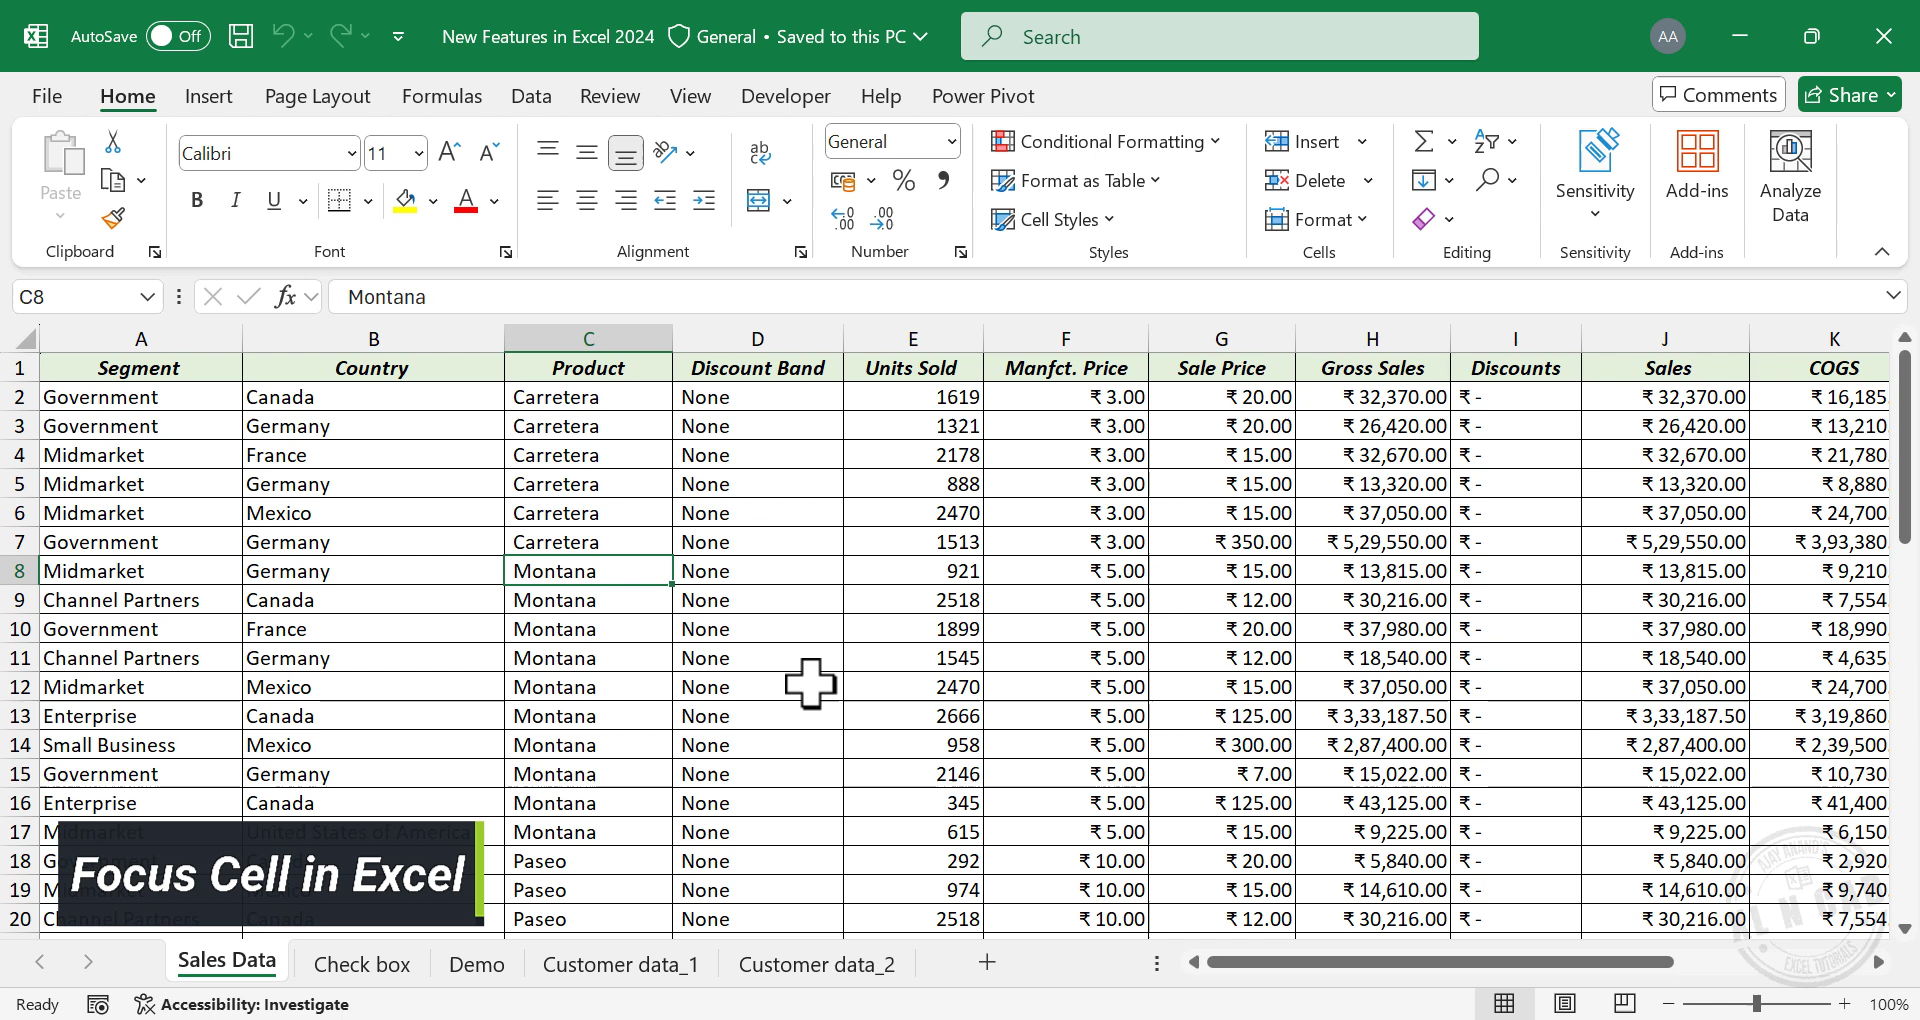 AutoSave Off New Features in Excel 2024 General • Saved to this PC Search AA
File Home Insert Page Layout Formulas Data Review View Developer Help Power Pivot Comments Share
Paste
Clipboard
Calibri 11
B I U
Font
ab
Alignment
General
% 
Number
Conditional Formatting
Format as Table
Cell Styles
Styles
Insert
Delete
Format
Cells
Editing
Sensitivity
Sensitivity
Add-ins
Add-ins
Analyze
Data
C8 fx Montana
A B C D E F G H I J K
1 Segment Country Product Discount Band Units Sold Manfct. Price Sale Price Gross Sales Discounts Sales COGS
2 Government Canada Carretera None 1619 ₹ 3.00 ₹ 20.00 ₹ 32,370.00 ₹ - ₹ 32,370.00 ₹ 16,185
3 Government Germany Carretera None 1321 ₹ 3.00 ₹ 20.00 ₹ 26,420.00 ₹ - ₹ 26,420.00 ₹ 13,210
4 Midmarket France Carretera None 2178 ₹ 3.00 ₹ 15.00 ₹ 32,670.00 ₹ - ₹ 32,670.00 ₹ 21,780
5 Midmarket Germany Carretera None 888 ₹ 3.00 ₹ 15.00 ₹ 13,320.00 ₹ - ₹ 13,320.00 ₹ 8,880
6 Midmarket Mexico Carretera None 2470 ₹ 3.00 ₹ 15.00 ₹ 37,050.00 ₹ - ₹ 37,050.00 ₹ 24,700
7 Government Germany Carretera None 1513 ₹ 3.00 ₹ 350.00 ₹ 5,29,550.00 ₹ - ₹ 5,29,550.00 ₹ 3,93,380
8 Midmarket Germany Montana None 921 ₹ 5.00 ₹ 15.00 ₹ 13,815.00 ₹ - ₹ 13,815.00 ₹ 9,210
9 Channel Partners Canada Montana None 2518 ₹ 5.00 ₹ 12.00 ₹ 30,216.00 ₹ - ₹ 30,216.00 ₹ 7,554
10 Government France Montana None 1899 ₹ 5.00 ₹ 20.00 ₹ 37,980.00 ₹ - ₹ 37,980.00 ₹ 18,990
11 Channel Partners Germany Montana None 1545 ₹ 5.00 ₹ 12.00 ₹ 18,540.00 ₹ - ₹ 18,540.00 ₹ 4,635
12 Midmarket Mexico Montana None 2470 ₹ 5.00 ₹ 15.00 ₹ 37,050.00 ₹ - ₹ 37,050.00 ₹ 24,700
13 Enterprise Canada Montana None 2666 ₹ 5.00 ₹ 125.00 ₹ 3,33,187.50 ₹ - ₹ 3,33,187.50 ₹ 3,19,860
14 Small Business Mexico Montana None 958 ₹ 5.00 ₹ 300.00 ₹ 2,87,400.00 ₹ - ₹ 2,87,400.00 ₹ 2,39,500
15 Government Germany Montana None 2146 ₹ 5.00 ₹ 7.00 ₹ 15,022.00 ₹ - ₹ 15,022.00 ₹ 10,730
16 Enterprise Canada Montana None 345 ₹ 5.00 ₹ 125.00 ₹ 43,125.00 ₹ - ₹ 43,125.00 ₹ 41,400
17 Midmarket United States of America Montana None 615 ₹ 5.00 ₹ 15.00 ₹ 9,225.00 ₹ - ₹ 9,225.00 ₹ 6,150
18 Paseo None 292 ₹ 10.00 ₹ 20.00 ₹ 5,840.00 ₹ - ₹ 5,840.00 ₹ 2,920
Focus Cell in Excel
19 Paseo None 974 ₹ 10.00 ₹ 15.00 ₹ 14,610.00 ₹ - ₹ 14,610.00 ₹ 9,740
20 Channel Partners Canada Paseo None 2518 ₹ 10.00 ₹ 12.00 ₹ 30,216.00 ₹ - ₹ 30,216.00 ₹ 7,554
Sales Data Check box Demo Customer data_1 Customer data_2
Ready Accessibility: Investigate 100%